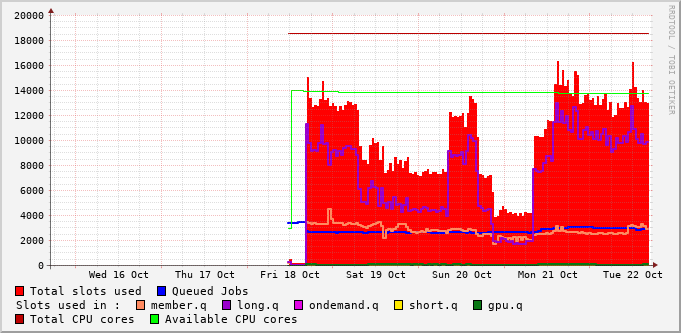 20000
18000
16000
14000
12000
10000
8000
6000
4000
2000
0
Wed 16 Oct Thu 17 Oct Fri 18 Oct Sat 19 Oct Sun 20 Oct Mon 21 Oct Tue 22 Oct
Total slots used Queued Jobs
Slots used in : member.q long.q ondemand.q short.q gpu.q
Total CPU cores Available CPU cores
RRDTOOL / TOBI OETIKER